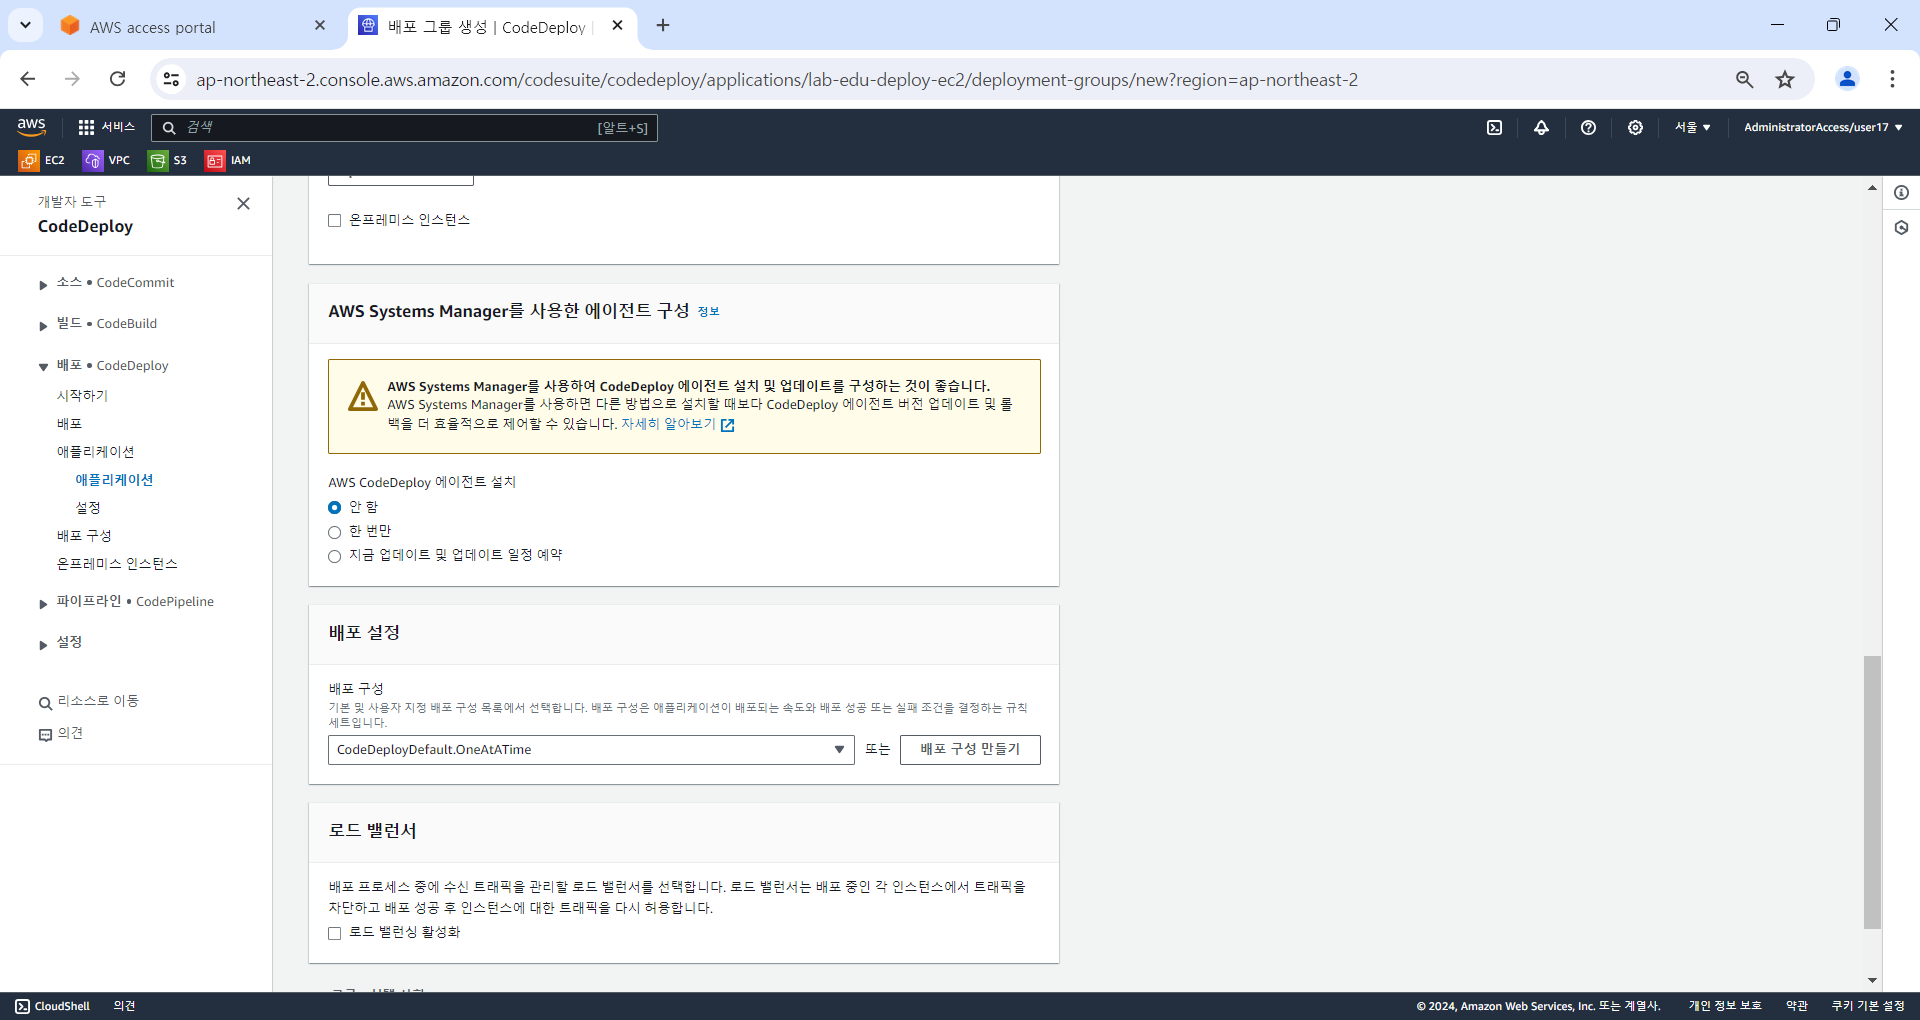 AWS access portal
배포 그룹 생성 | CodeDeploy |
ap-northeast-2.console.aws.amazon.com/codesuite/codedeploy/applications/lab-edu-deploy-ec2/deployment-groups/new?region=ap-northeast-2
aws
서비스
검색
[알트+S]
서울
AdministratorAccess/user17
EC2
VPC
S3
IAM
개발자 도구
CodeDeploy
소스 • CodeCommit
빌드 • CodeBuild
배포 • CodeDeploy
시작하기
배포
애플리케이션
애플리케이션
설정
배포 구성
온프레미스 인스턴스
파이프라인 • CodePipeline
설정
리소스로 이동
의견
온프레미스 인스턴스
AWS Systems Manager를 사용한 에이전트 구성 정보
AWS Systems Manager를 사용하여 CodeDeploy 에이전트 설치 및 업데이트를 구성하는 것이 좋습니다.
AWS Systems Manager를 사용하면 다른 방법으로 설치할 때보다 CodeDeploy 에이전트 버전 업데이트 및 롤
백을 더 효율적으로 제어할 수 있습니다. 자세히 알아보기
AWS CodeDeploy 에이전트 설치
안 함
한 번만
지금 업데이트 및 업데이트 일정 예약
배포 설정
배포 구성
기본 및 사용자 지정 배포 구성 목록에서 선택합니다. 배포 구성은 애플리케이션이 배포되는 속도와 배포 성공 또는 실패 조건을 결정하는 규칙
세트입니다.
CodeDeployDefault.OneAtATime
또는
배포 구성 만들기
로드 밸런서
배포 프로세스 중에 수신 트래픽을 관리할 로드 밸런서를 선택합니다. 로드 밸런서는 배포 중인 각 인스턴스에서 트래픽을
차단하고 배포 성공 후 인스턴스에 대한 트래픽을 다시 허용합니다.
로드 밸런싱 활성화
CloudShell
의견
© 2024, Amazon Web Services, Inc. 또는 계열사.
개인 정보 보호
약관
쿠키 기본 설정